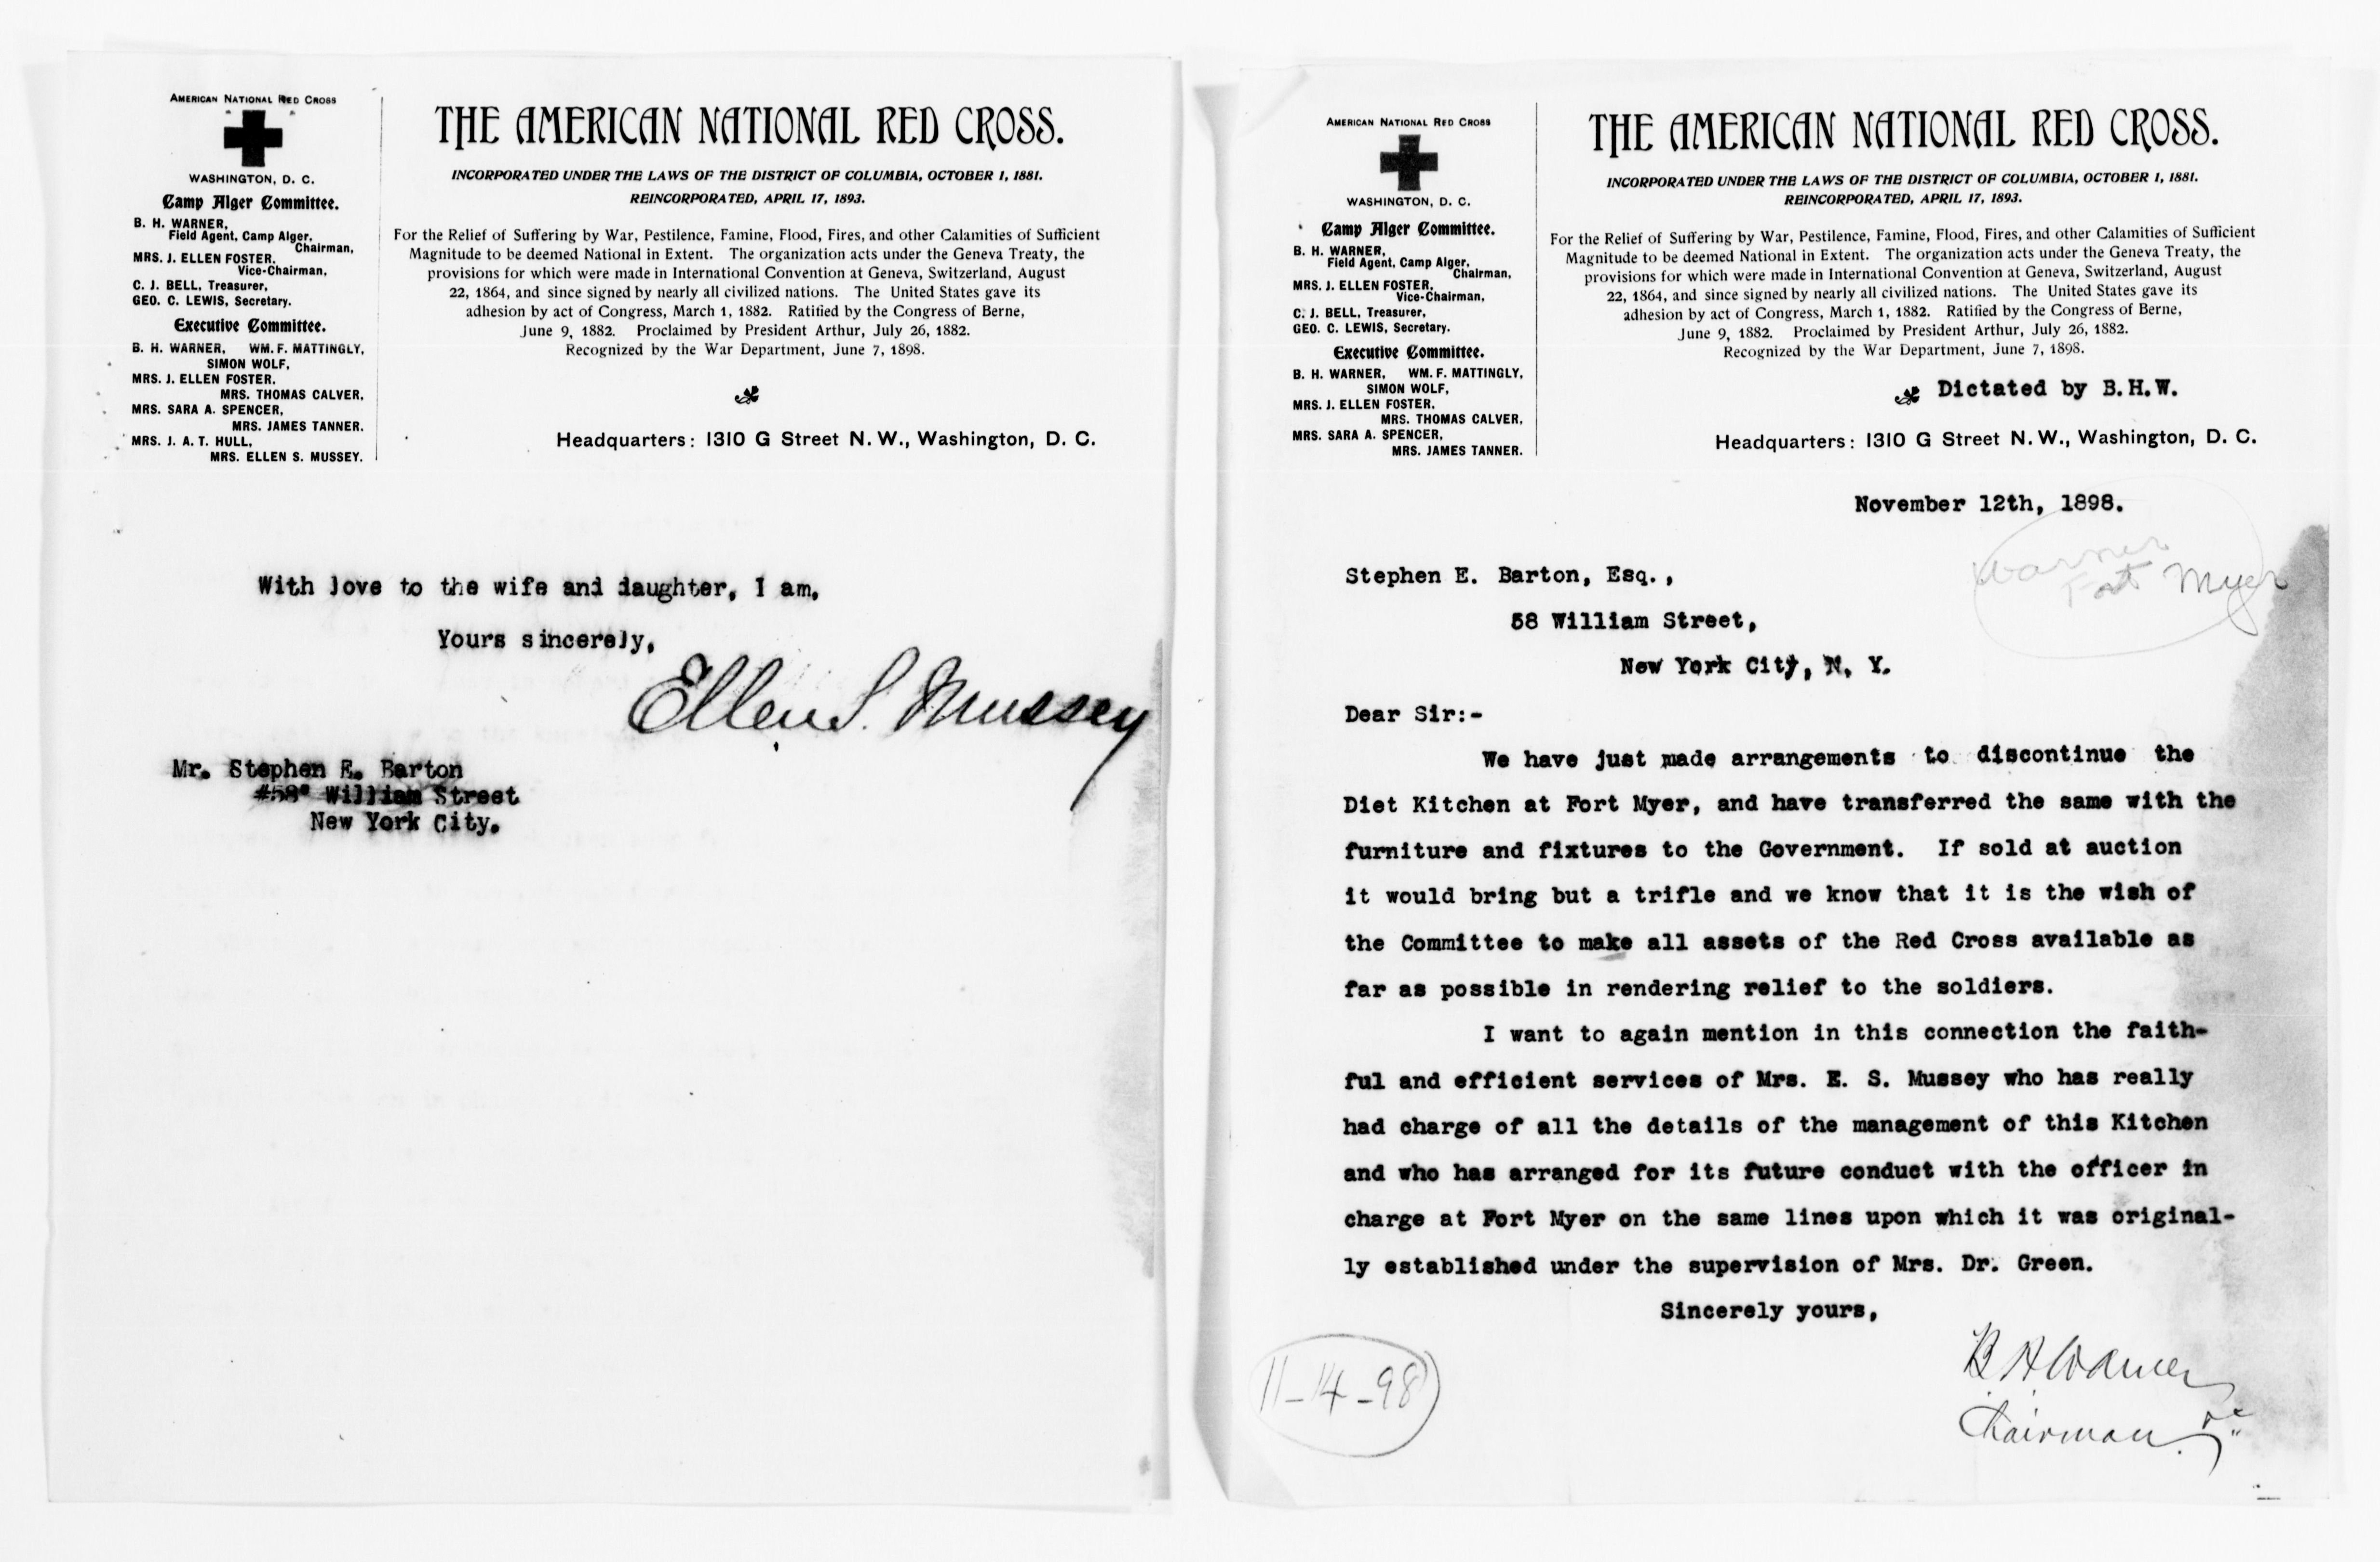 AMERICAN NATIONAL RED CROSS
WASHINGTON, D. C.
Camp Alger Committee.
B. H. WARNER,
Field Agent, Camp Alger,
Chairman,
MRS. J. ELLEN FOSTER,
Vice-Chairman,
C. J. BELL, Treasurer,
GEO. C. LEWIS, Secretary.
Executive Committee.
B. H. WARNER, WM. F. MATTINGLY,
SIMON WOLF,
MRS. J. ELLEN FOSTER,
MRS. THOMAS CALVER,
MRS. SARA A. SPENCER,
MRS. JAMES TANNER.
MRS. J. A. T. HULL,
MRS. ELLEN S. MUSSEY.
THE AMERICAN NATIONAL RED CROSS.
INCORPORATED UNDER THE LAWS OF THE DISTRICT OF COLUMBIA, OCTOBER 1, 1881.
REINCORPORATED, APRIL 17, 1893.
For the Relief of Suffering by War, Pestilence, Famine, Flood, Fires, and other Calamities of Sufficient
Magnitude to be deemed National in Extent. The organization acts under the Geneva Treaty, the
provisions for which were made in International Convention at Geneva, Switzerland, August
22, 1864, and since signed by nearly all civilized nations. The United States gave its
adhesion by act of Congress, March 1, 1882. Ratified by the Congress of Berne,
June 9, 1882. Proclaimed by President Arthur, July 26, 1882.
Recognized by the War Department, June 7, 1898.
Headquarters: 1310 G Street N. W., Washington, D. C.
With love to the wife and daughter, I am,
Yours sincerely,
Ellen S. Mussey
Mr. Stephen E. Barton
#58 William Street
New York City.
AMERICAN NATIONAL RED CROSS
WASHINGTON, D. C.
Camp Alger Committee.
B. H. WARNER,
Field Agent, Camp Alger,
Chairman,
MRS. J. ELLEN FOSTER,
Vice-Chairman,
C. J. BELL, Treasurer,
GEO. C. LEWIS, Secretary.
Executive Committee.
B. H. WARNER, WM. F. MATTINGLY,
SIMON WOLF,
MRS. J. ELLEN FOSTER,
MRS. THOMAS CALVER,
MRS. SARA A. SPENCER,
MRS. JAMES TANNER.
THE AMERICAN NATIONAL RED CROSS.
INCORPORATED UNDER THE LAWS OF THE DISTRICT OF COLUMBIA, OCTOBER 1, 1881.
REINCORPORATED, APRIL 17, 1893.
For the Relief of Suffering by War, Pestilence, Famine, Flood, Fires, and other Calamities of Sufficient
Magnitude to be deemed National in Extent. The organization acts under the Geneva Treaty, the
provisions for which were made in International Convention at Geneva, Switzerland, August
22, 1864, and since signed by nearly all civilized nations. The United States gave its
adhesion by act of Congress, March 1, 1882. Ratified by the Congress of Berne,
June 9, 1882. Proclaimed by President Arthur, July 26, 1882.
Recognized by the War Department, June 7, 1898.
Dictated by B.H.W.
Headquarters: 1310 G Street N. W., Washington, D. C.
November 12th, 1898.
Warner
Fort Myer
Stephen E. Barton, Esq.,
58 William Street,
New York City, N. Y.
Dear Sir:-
We have just made arrangements to discontinue the
Diet Kitchen at Fort Myer, and have transferred the same with the
furniture and fixtures to the Government. If sold at auction
it would bring but a trifle and we know that it is the wish of
the Committee to make all assets of the Red Cross available as
far as possible in rendering relief to the soldiers.
I want to again mention in this connection the faith-
ful and efficient services of Mrs. E. S. Mussey who has really
had charge of all the details of the management of this Kitchen
and who has arranged for its future conduct with the officer in
charge at Fort Myer on the same lines upon which it was original-
ly established under the supervision of Mrs. Dr. Green.
Sincerely yours,
B H Warner
Chairman
11-14-98